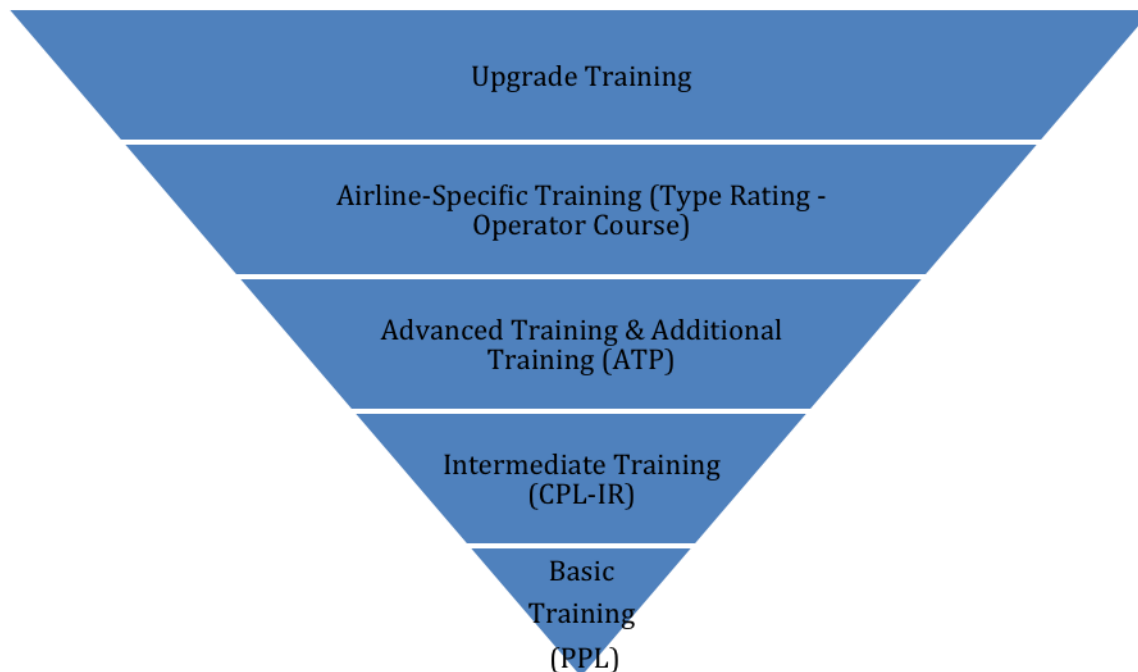 Upgrade Training
Airline-Specific Training (Type Rating -
Operator Course)
Advanced Training & Additional
Training (ATP)
Intermediate Training
(CPL-IR)
Basic
Training
(PPL)